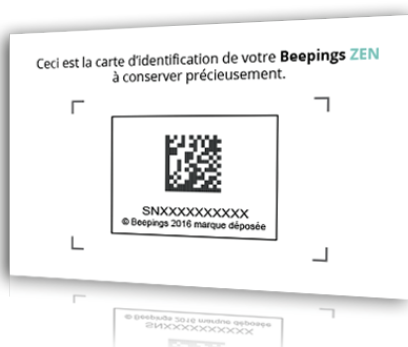 Ceci est la carte d'identification de votre Beepings ZEN
à conserver précieusement.
SNXXXXXXXXXX
© Beepings 2016 marque déposée